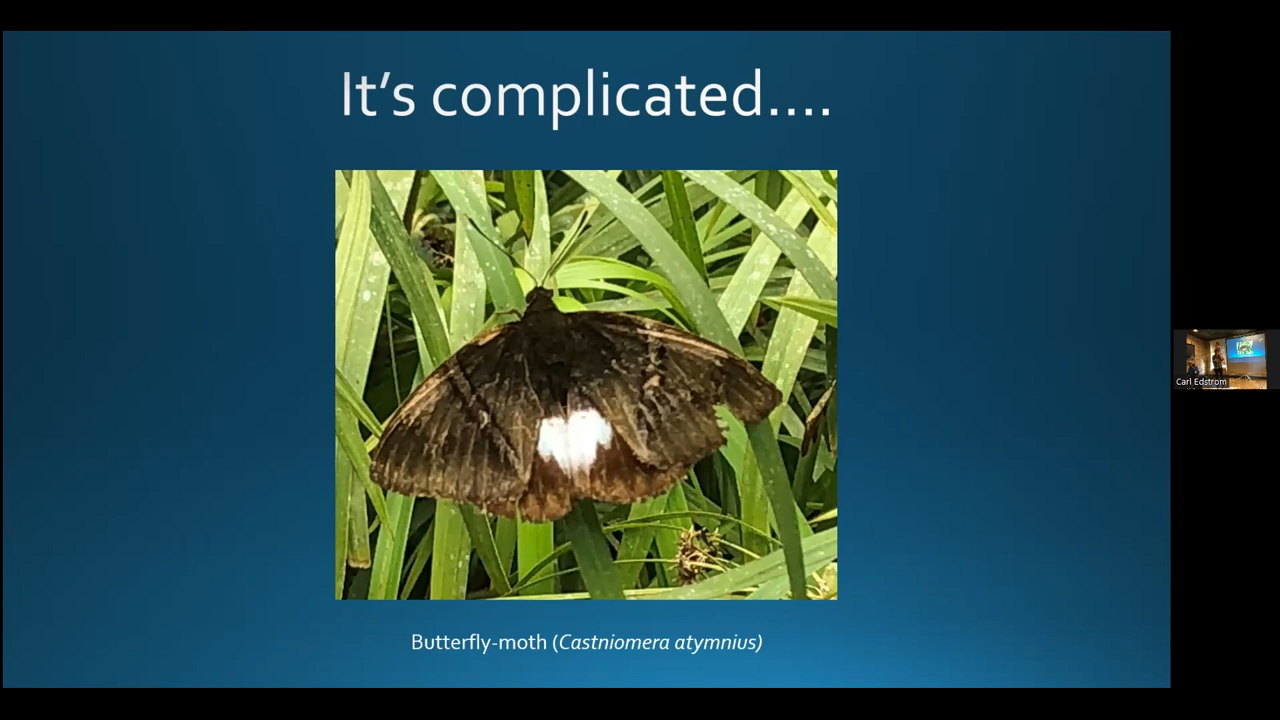 It's complicated....
Butterfly-moth (Castniomera atymnius)
Carl Edstrom